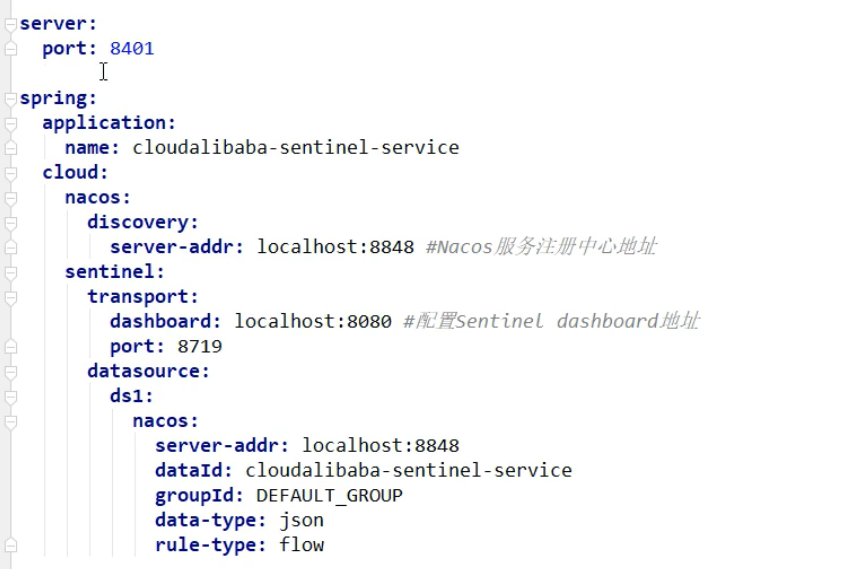 server:
  port: 8401
spring:
  application:
    name: cloudalibaba-sentinel-service
  cloud:
    nacos:
      discovery:
        server-addr: localhost:8848 #Nacos服务注册中心地址
    sentinel:
      transport:
        dashboard: localhost:8080 #配置Sentinel dashboard地址
        port: 8719
      datasource:
        ds1:
          nacos:
            server-addr: localhost:8848
            dataId: cloudalibaba-sentinel-service
            groupId: DEFAULT_GROUP
            data-type: json
            rule-type: flow